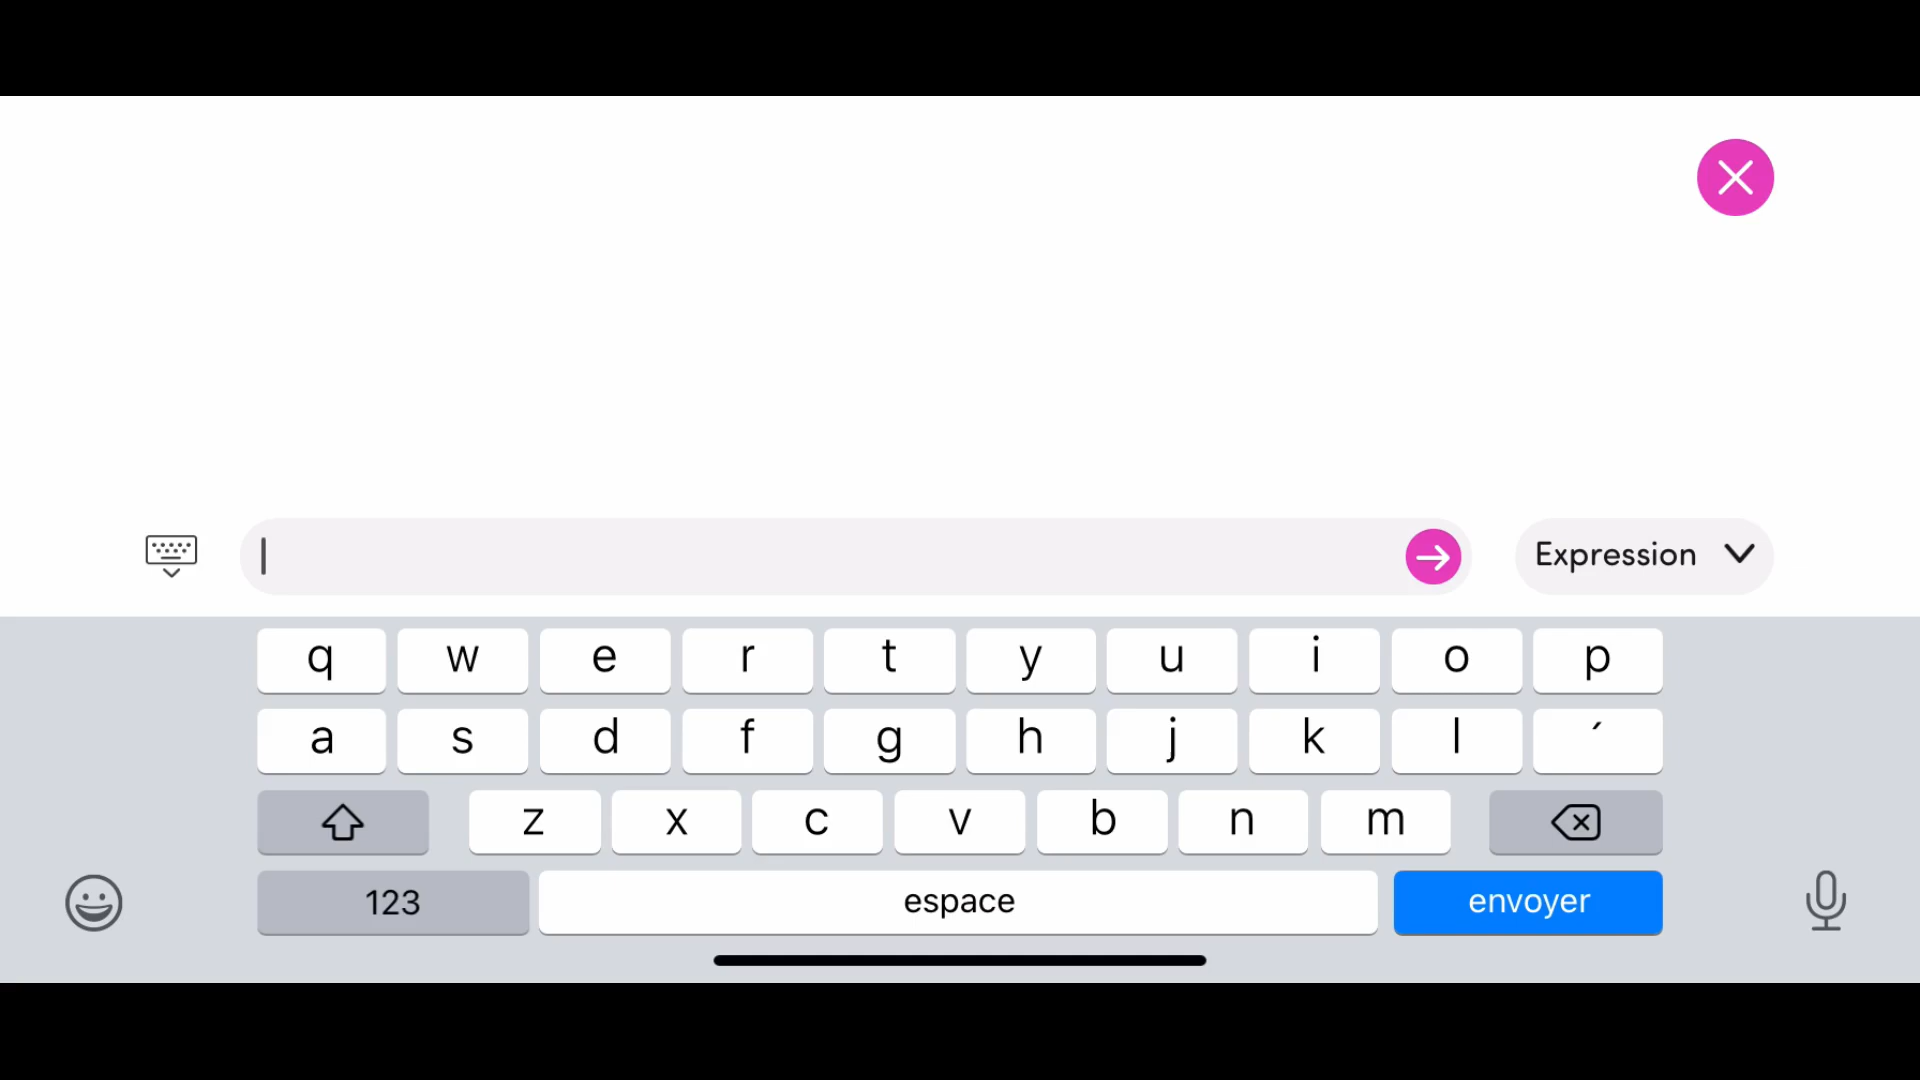 Expression
q w e r t y u i o p
a s d f g h j k l ´
z x c v b n m
123 espace envoyer